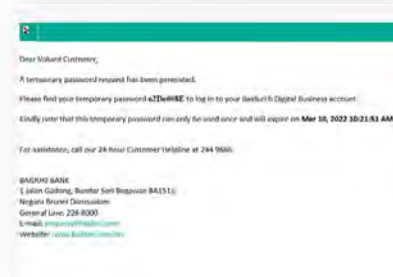 Dear Valued Customer,
A temporary password request has been generated.
Please find your temporary password to log in to your Baiduri b.Digital Business account.
Kindly note that this temporary password can only be used once and will expire on Mar 10, 2022 10:21:51 AM
For assistance, call our 24-hour Customer Helpline at 244 9666.
BAIDURI BANK
1 Jalan Gadong, Bandar Seri Begawan BA1511;
Negara Brunei Darussalam
General Line: 226 8000
E-mail:
Website: